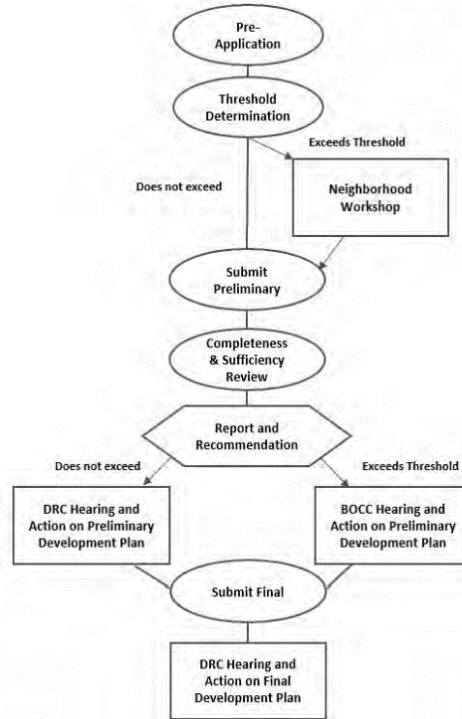 Pre-
Application
Threshold
Determination
Exceeds Threshold
Does not exceed
Neighborhood
Workshop
Submit
Preliminary
Completeness
& Sufficiency
Review
Report and
Recommendation
Does not exceed
Exceeds Threshold
DRC Hearing and
Action on Preliminary
Development Plan
BOCC Hearing and
Action on Preliminary
Development Plan
Submit Final
DRC Hearing and
Action on Final
Development Plan